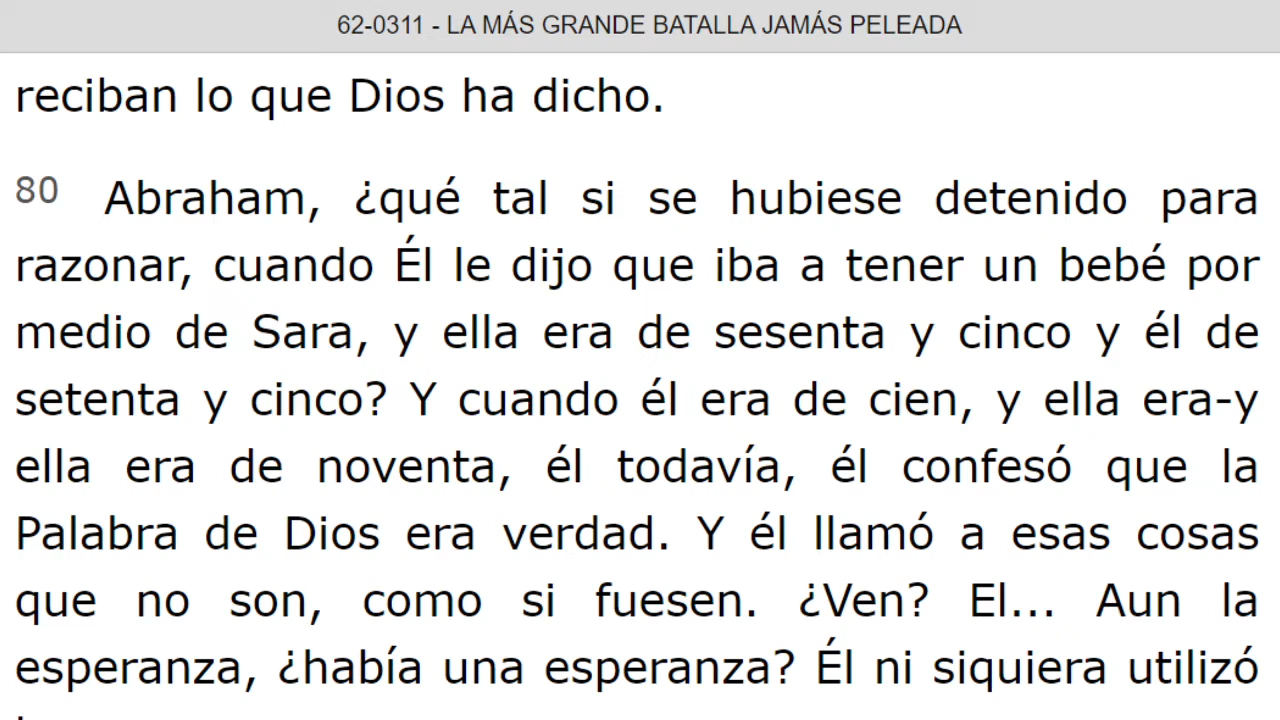 62-0311 - LA MÁS GRANDE BATALLA JAMÁS PELEADA
reciban lo que Dios ha dicho.
80 Abraham, ¿qué tal si se hubiese detenido para
razonar, cuando Él le dijo que iba a tener un bebé por
medio de Sara, y ella era de sesenta y cinco y él de
setenta y cinco? Y cuando él era de cien, y ella era-y
ella era de noventa, él todavía, él confesó que la
Palabra de Dios era verdad. Y él llamó a esas cosas
que no son, como si fuesen. ¿Ven? El... Aun la
esperanza, ¿había una esperanza? Él ni siquiera utilizó